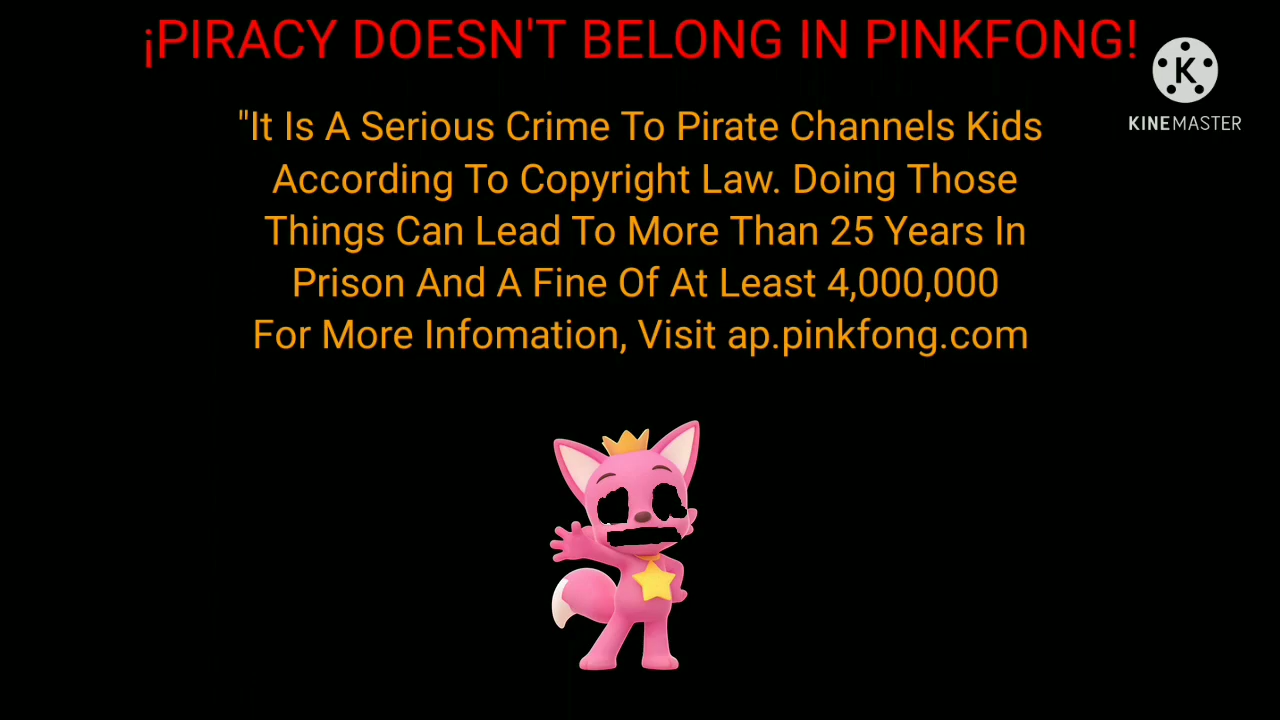 ¡PIRACY DOESN'T BELONG IN PINKFONG!
K
KINEMASTER
"It Is A Serious Crime To Pirate Channels Kids
According To Copyright Law. Doing Those
Things Can Lead To More Than 25 Years In
Prison And A Fine Of At Least 4,000,000
For More Infomation, Visit ap.pinkfong.com